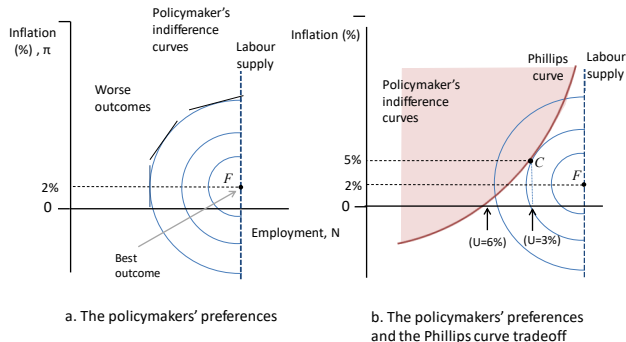 Policymaker's
indifference
curves
Inflation
(%) , π
Labour
supply
Worse
outcomes
F
2%
0
Employment, N
Best
outcome
a. The policymakers' preferences
b.
Inflation (%)
Phillips
curve
Labour
supply
Policymaker's
indifference
curves
5%
C
2%
F
0
(U=6%)
(U=3%)
b. The policymakers' preferences
and the Phillips curve tradeoff